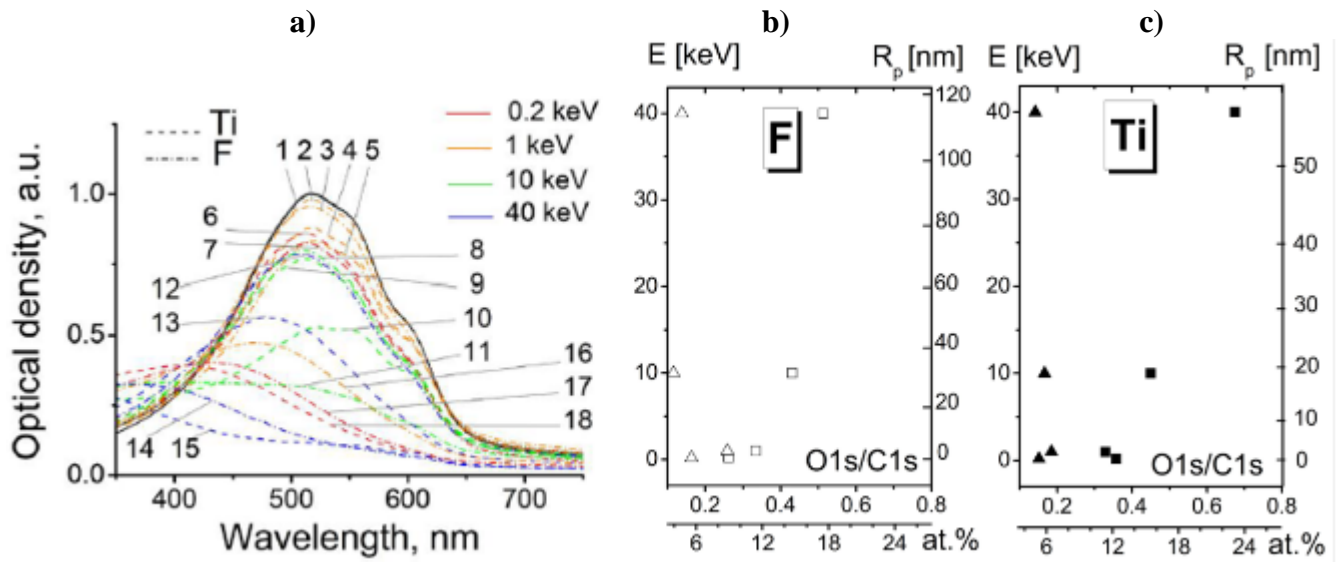 a)
Optical density, a.u.
1.0
0.5
0.0
Ti
F
0.2 keV
1 keV
10 keV
40 keV
1 2 3 4 5
6
7
8
12
9
13
10
11
16
17
14
15
18
400 500 600 700
Wavelength, nm
b)
E [keV]
R_p [nm]
F
40
30
20
10
0
120
100
80
60
40
20
0
O1s/C1s
0.2 0.4 0.6 0.8
6 12 18 24 at.%
c)
E [keV]
R_p [nm]
Ti
40
35
30
25
20
15
10
5
0
50
40
30
20
10
0
O1s/C1s
0.2 0.4 0.6 0.8
6 12 18 24 at.%